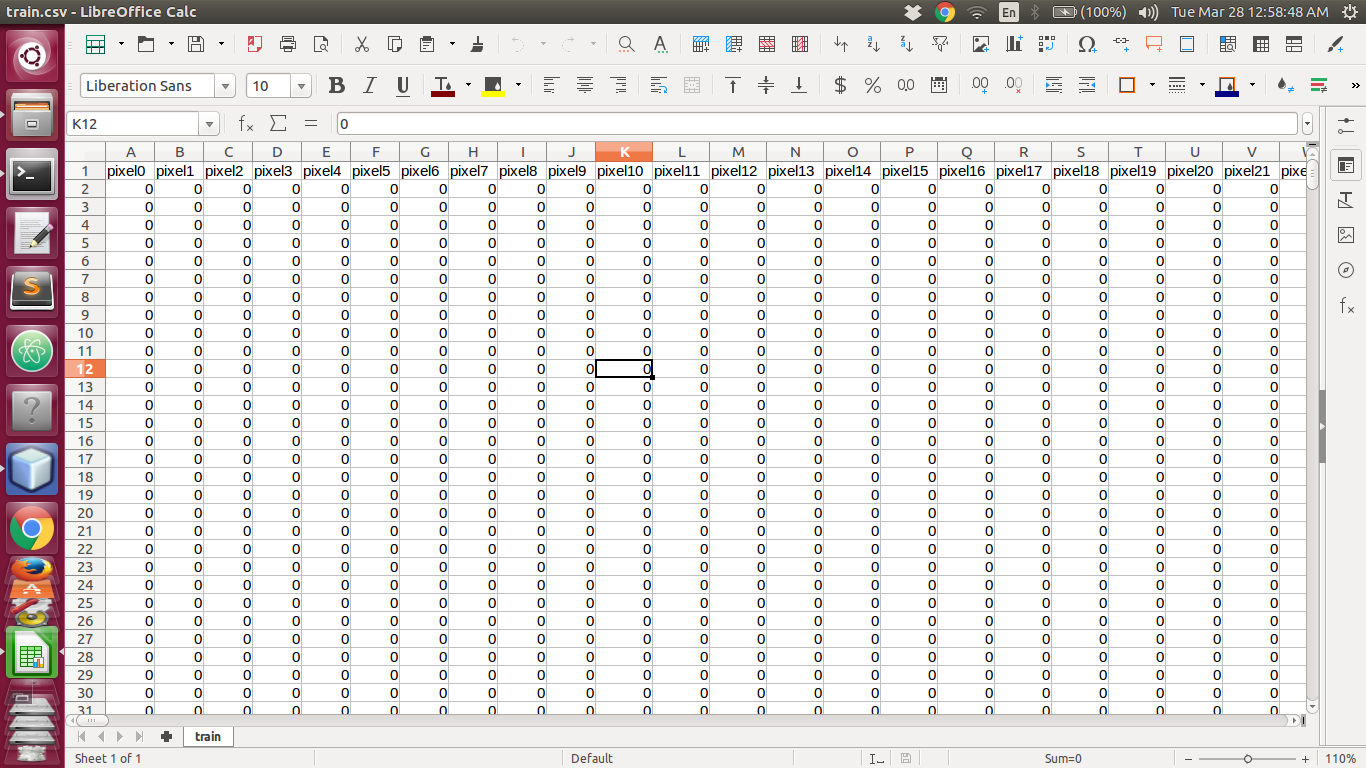 train.csv - LibreOffice Calc En (100%) Tue Mar 28 12:58:48 AM
Liberation Sans 10 B I U $ % 0.0 .00 0.0 »
K12 fx Σ = 0
A B C D E F G H I J K L M N O P Q R S T U V
1 pixel0 pixel1 pixel2 pixel3 pixel4 pixel5 pixel6 pixel7 pixel8 pixel9 pixel10 pixel11 pixel12 pixel13 pixel14 pixel15 pixel16 pixel17 pixel18 pixel19 pixel20 pixel21
2 0 0 0 0 0 0 0 0 0 0 0 0 0 0 0 0 0 0 0 0 0 0
3 0 0 0 0 0 0 0 0 0 0 0 0 0 0 0 0 0 0 0 0 0 0
4 0 0 0 0 0 0 0 0 0 0 0 0 0 0 0 0 0 0 0 0 0 0
5 0 0 0 0 0 0 0 0 0 0 0 0 0 0 0 0 0 0 0 0 0 0
6 0 0 0 0 0 0 0 0 0 0 0 0 0 0 0 0 0 0 0 0 0 0
7 0 0 0 0 0 0 0 0 0 0 0 0 0 0 0 0 0 0 0 0 0 0
8 0 0 0 0 0 0 0 0 0 0 0 0 0 0 0 0 0 0 0 0 0 0
9 0 0 0 0 0 0 0 0 0 0 0 0 0 0 0 0 0 0 0 0 0 0
10 0 0 0 0 0 0 0 0 0 0 0 0 0 0 0 0 0 0 0 0 0 0
11 0 0 0 0 0 0 0 0 0 0 0 0 0 0 0 0 0 0 0 0 0 0
12 0 0 0 0 0 0 0 0 0 0 0 0 0 0 0 0 0 0 0 0 0 0
13 0 0 0 0 0 0 0 0 0 0 0 0 0 0 0 0 0 0 0 0 0 0
14 0 0 0 0 0 0 0 0 0 0 0 0 0 0 0 0 0 0 0 0 0 0
15 0 0 0 0 0 0 0 0 0 0 0 0 0 0 0 0 0 0 0 0 0 0
16 0 0 0 0 0 0 0 0 0 0 0 0 0 0 0 0 0 0 0 0 0 0
17 0 0 0 0 0 0 0 0 0 0 0 0 0 0 0 0 0 0 0 0 0 0
18 0 0 0 0 0 0 0 0 0 0 0 0 0 0 0 0 0 0 0 0 0 0
19 0 0 0 0 0 0 0 0 0 0 0 0 0 0 0 0 0 0 0 0 0 0
20 0 0 0 0 0 0 0 0 0 0 0 0 0 0 0 0 0 0 0 0 0 0
21 0 0 0 0 0 0 0 0 0 0 0 0 0 0 0 0 0 0 0 0 0 0
22 0 0 0 0 0 0 0 0 0 0 0 0 0 0 0 0 0 0 0 0 0 0
23 0 0 0 0 0 0 0 0 0 0 0 0 0 0 0 0 0 0 0 0 0 0
24 0 0 0 0 0 0 0 0 0 0 0 0 0 0 0 0 0 0 0 0 0 0
25 0 0 0 0 0 0 0 0 0 0 0 0 0 0 0 0 0 0 0 0 0 0
26 0 0 0 0 0 0 0 0 0 0 0 0 0 0 0 0 0 0 0 0 0 0
27 0 0 0 0 0 0 0 0 0 0 0 0 0 0 0 0 0 0 0 0 0 0
28 0 0 0 0 0 0 0 0 0 0 0 0 0 0 0 0 0 0 0 0 0 0
29 0 0 0 0 0 0 0 0 0 0 0 0 0 0 0 0 0 0 0 0 0 0
30 0 0 0 0 0 0 0 0 0 0 0 0 0 0 0 0 0 0 0 0 0 0
31 0 0 0 0 0 0 0 0 0 0 0 0 0 0 0 0 0 0 0 0 0 0
train
Sheet 1 of 1 Default Sum=0 110%